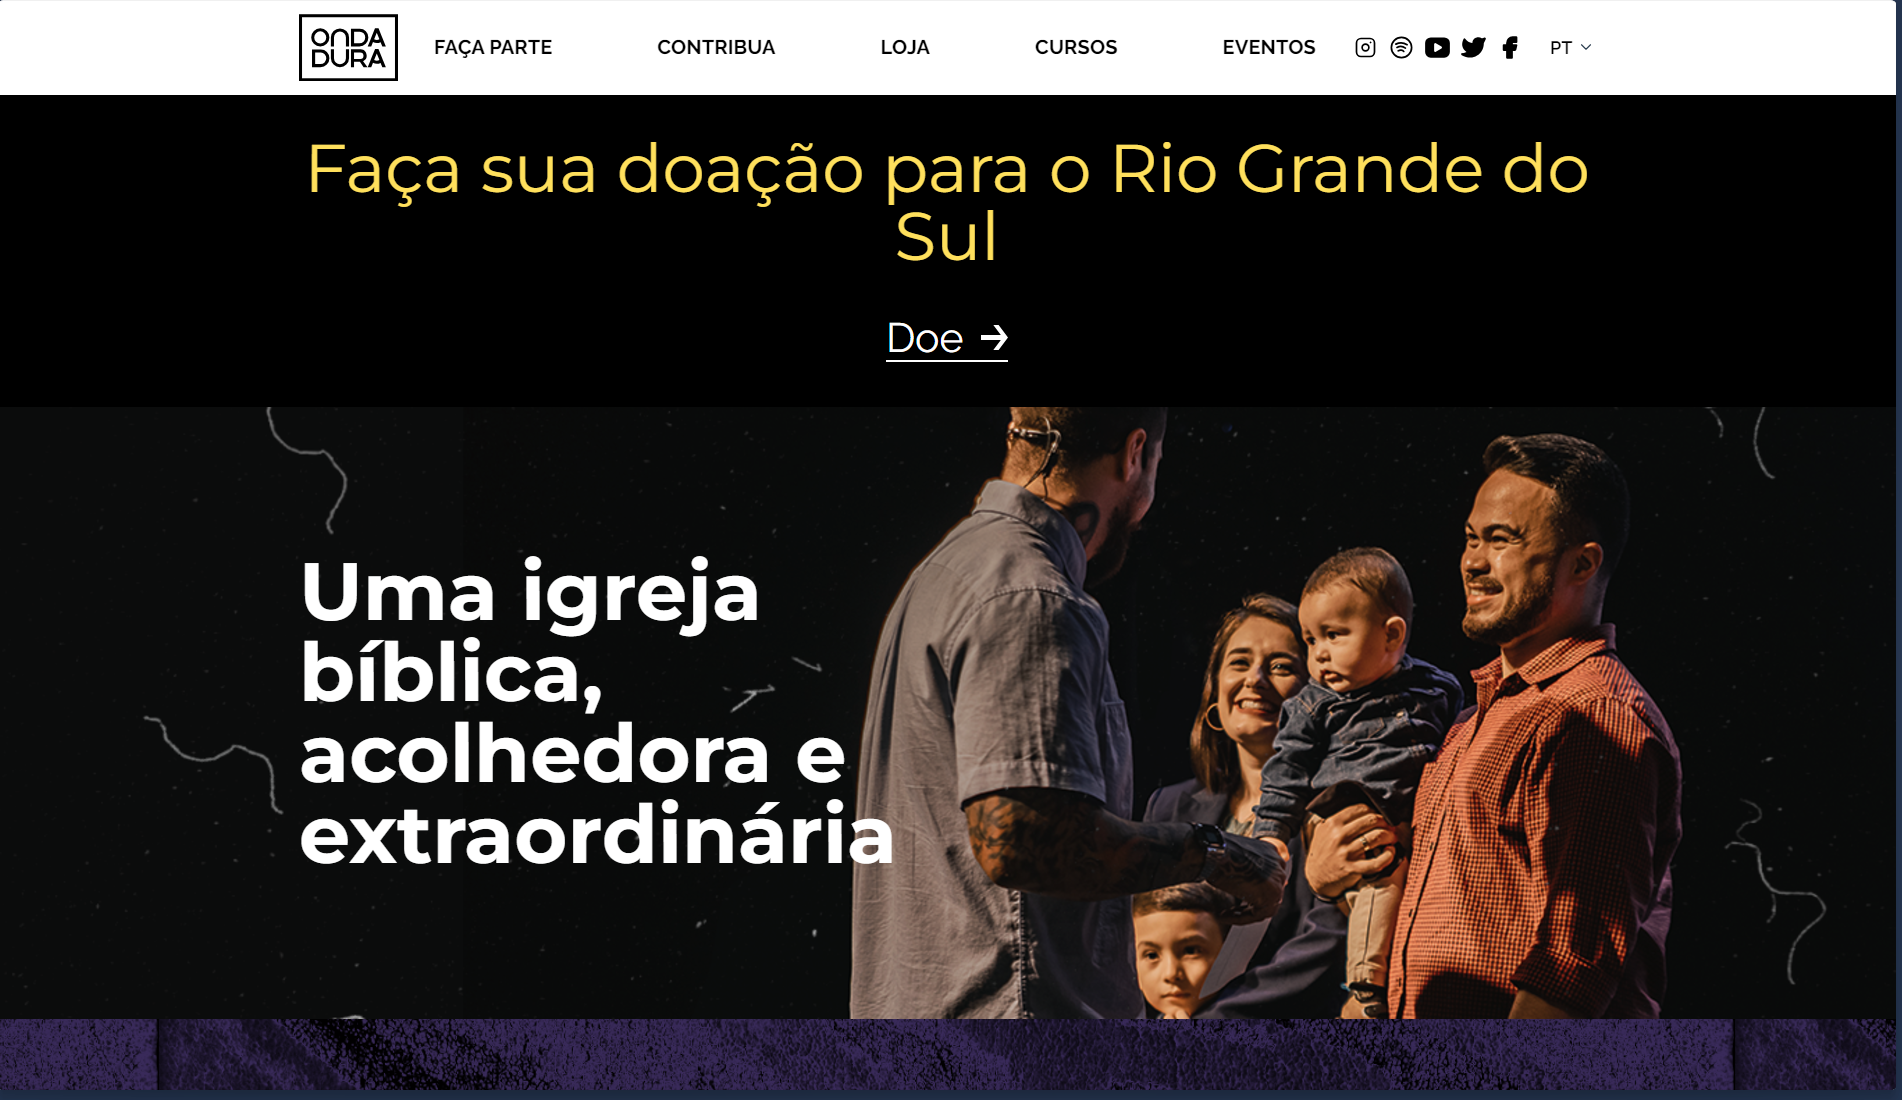 ONDA
DURA
FAÇA PARTE
CONTRIBUA
LOJA
CURSOS
EVENTOS
PT
Faça sua doação para o Rio Grande do
Sul
Doe
Uma igreja
bíblica,
acolhedora e
extraordinária